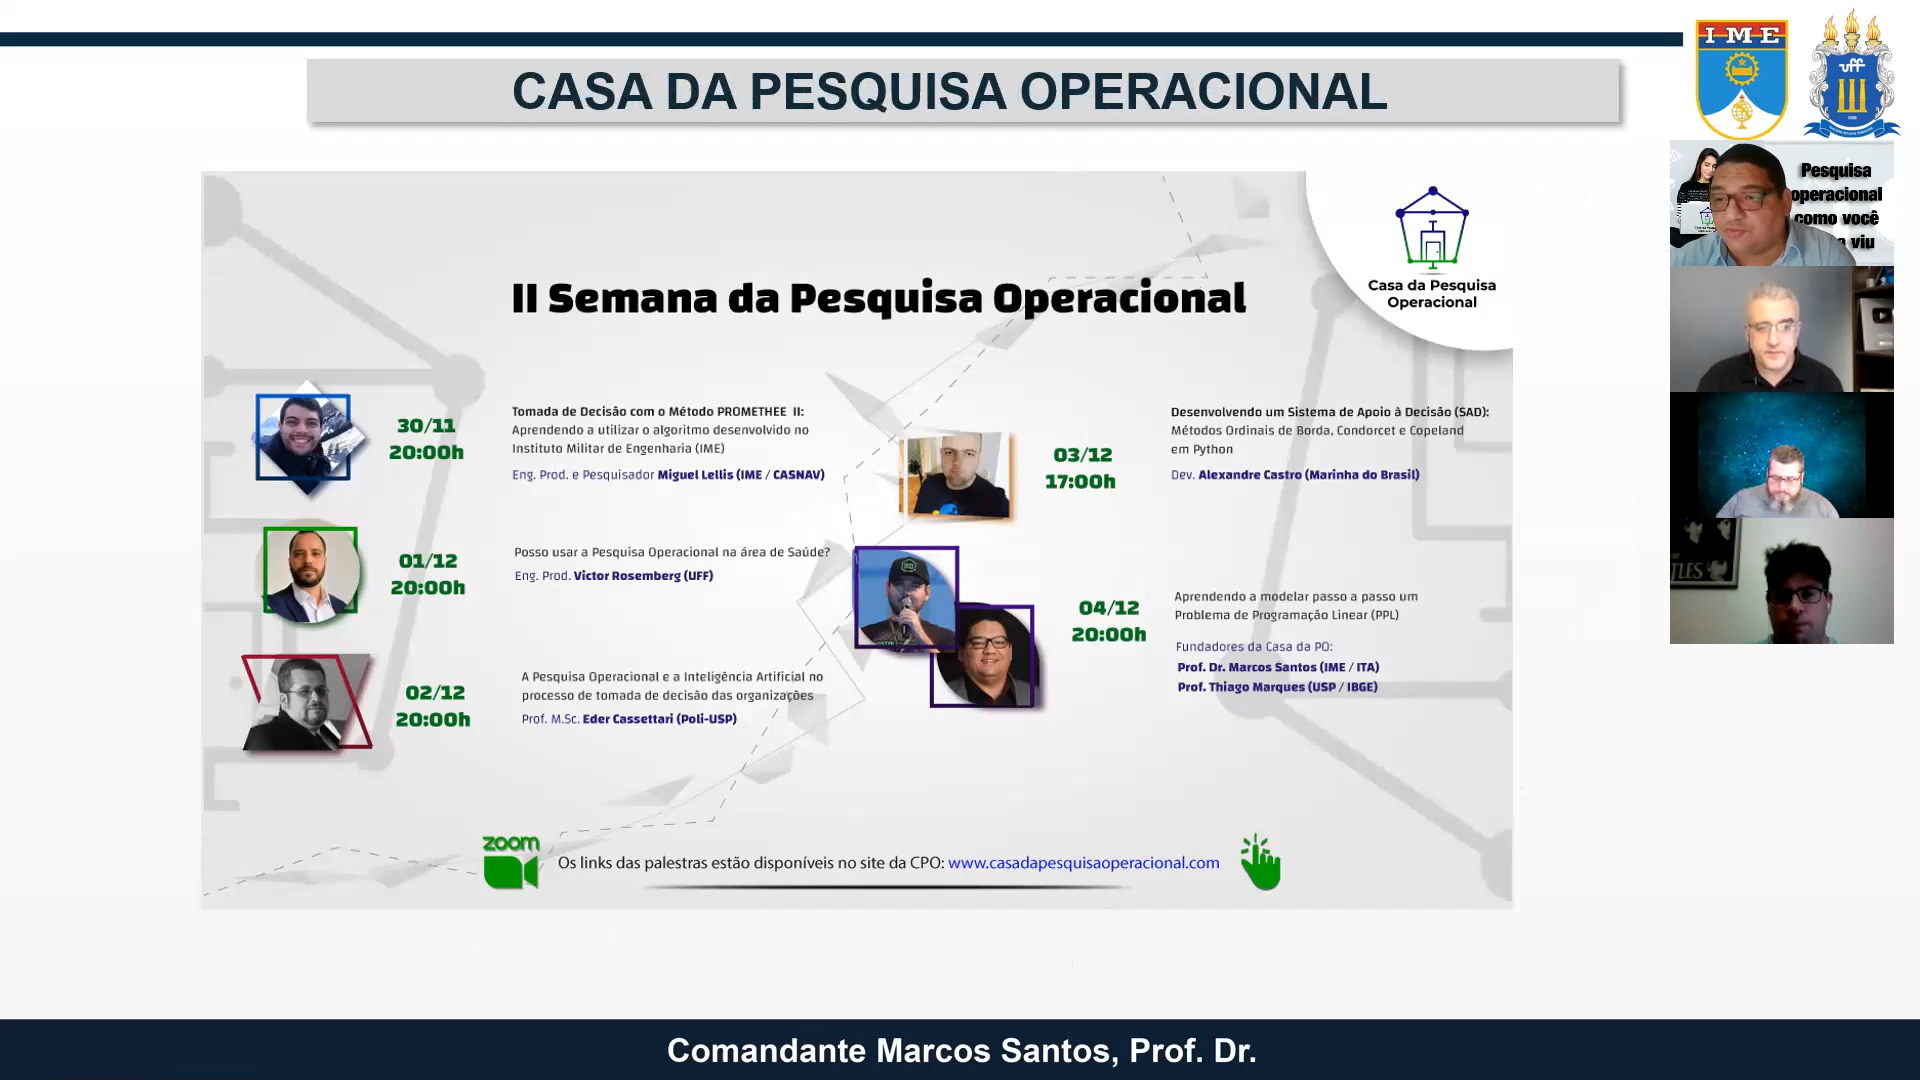 CASA DA PESQUISA OPERACIONAL
IME
uff
Pesquisa
operacional
como você
viu
Casa da Pesquisa
Operacional
II Semana da Pesquisa Operacional
30/11
20:00h
Tomada de Decisão com o Método PROMETHEE II:
Aprendendo a utilizar o algoritmo desenvolvido no
Instituto Militar de Engenharia (IME)
Eng. Prod. e Pesquisador Miguel Lellis (IME / CASNAV)
01/12
20:00h
Posso usar a Pesquisa Operacional na área de Saúde?
Eng. Prod. Victor Rosemberg (UFF)
02/12
20:00h
A Pesquisa Operacional e a Inteligência Artificial no
processo de tomada de decisão das organizações
Prof. M.Sc. Eder Cassettari (Poli-USP)
03/12
17:00h
Desenvolvendo um Sistema de Apoio à Decisão (SAD):
Métodos Ordinais de Borda, Condorcet e Copeland
em Python
Dev. Alexandre Castro (Marinha do Brasil)
04/12
20:00h
Aprendendo a modelar passo a passo um
Problema de Programação Linear (PPL)
Fundadores da Casa da PO:
Prof. Dr. Marcos Santos (IME / ITA)
Prof. Thiago Marques (USP / IBGE)
zoom
Os links das palestras estão disponíveis no site da CPO: www.casadapesquisaoperacional.com
Comandante Marcos Santos, Prof. Dr.